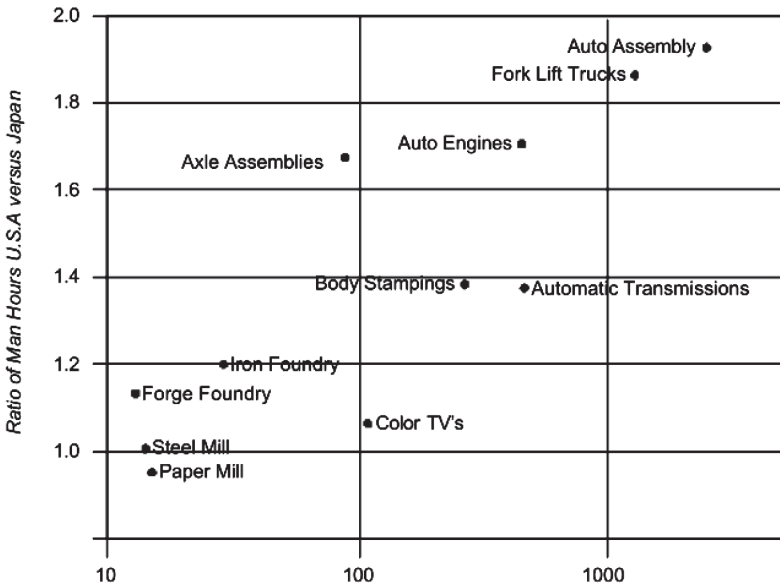 2.0
Auto Assembly
Fork Lift Trucks
1.8
Auto Engines
Axle Assemblies
1.6
Ratio of Man Hours U.S.A versus Japan
1.4
Body Stampings
Automatic Transmissions
1.2
Iron Foundry
Forge Foundry
Color TV's
1.0
Steel Mill
Paper Mill
10 100 1000